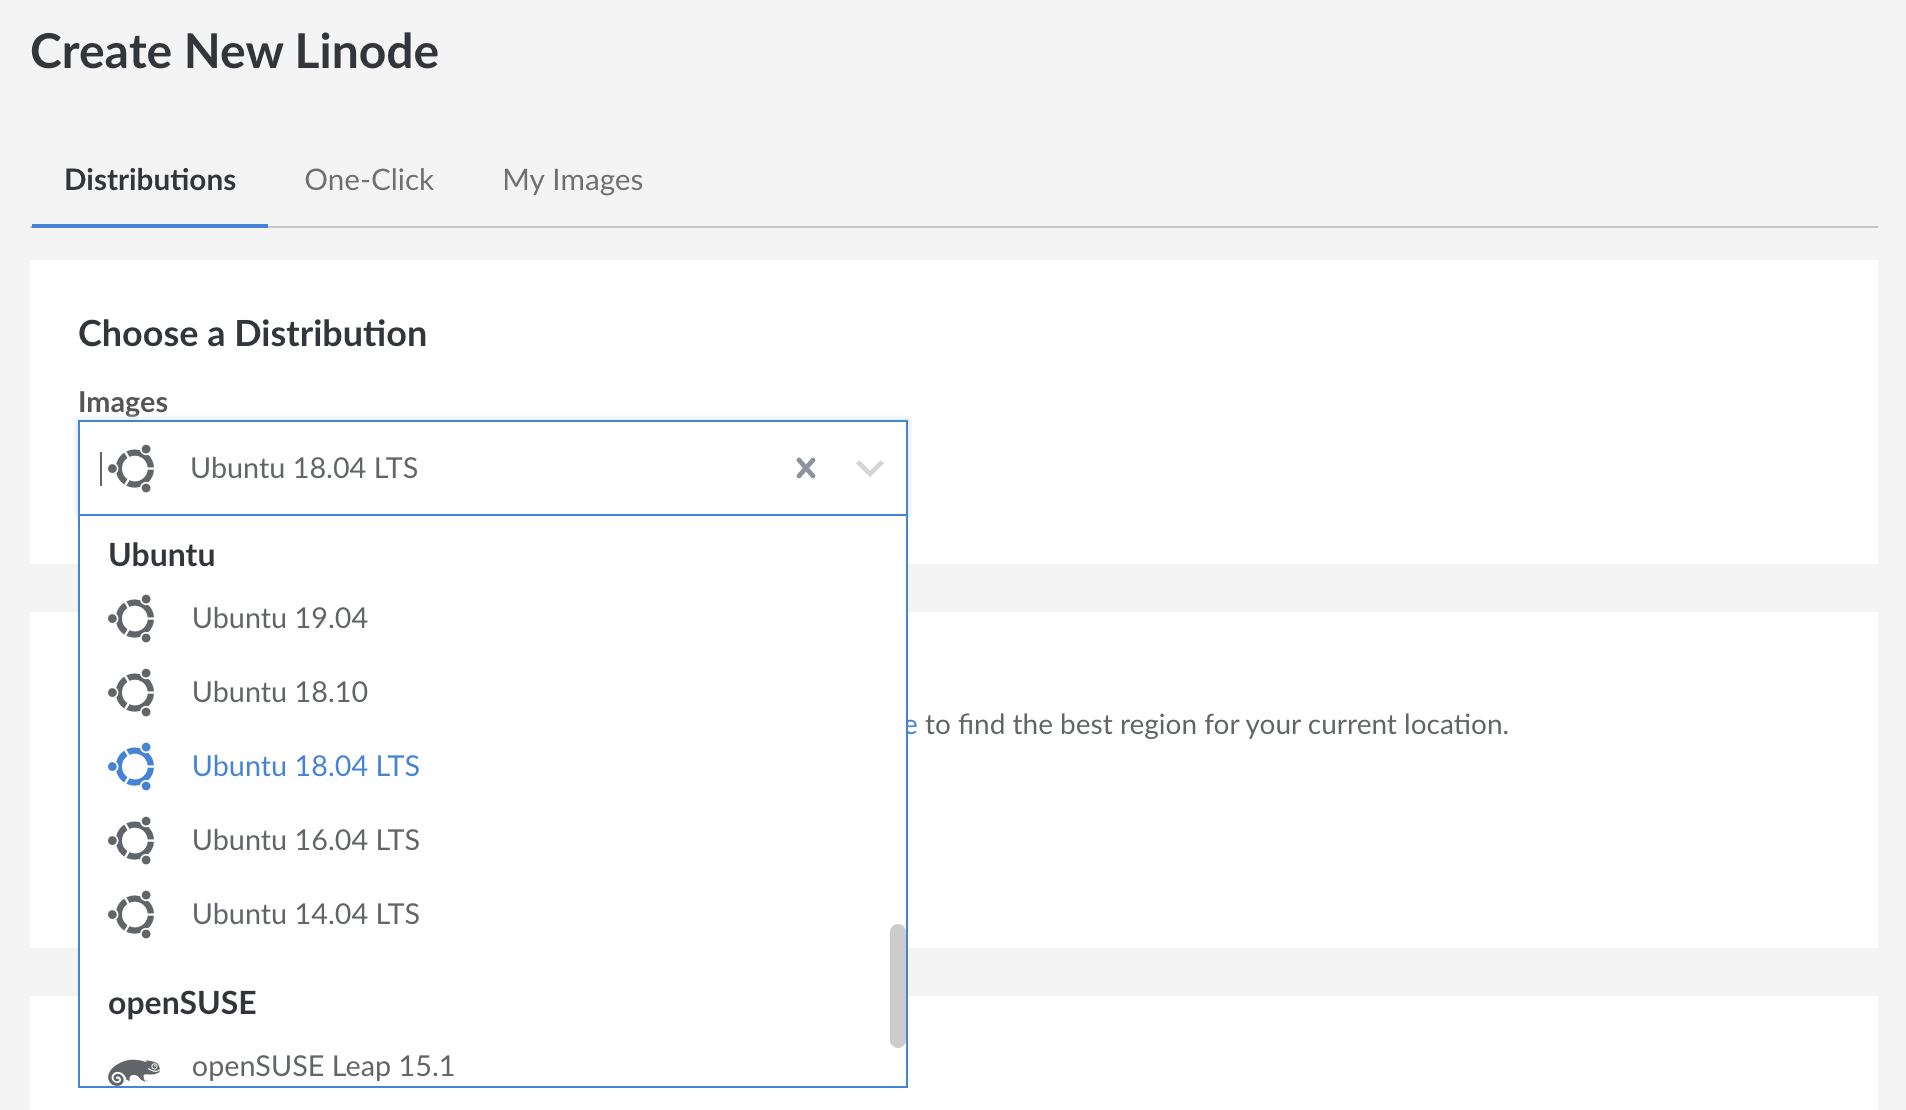 Create New Linode
Distributions One-Click My Images
Choose a Distribution
Images
Ubuntu 18.04 LTS
Ubuntu
Ubuntu 19.04
Ubuntu 18.10
e to find the best region for your current location.
Ubuntu 18.04 LTS
Ubuntu 16.04 LTS
Ubuntu 14.04 LTS
openSUSE
openSUSE Leap 15.1